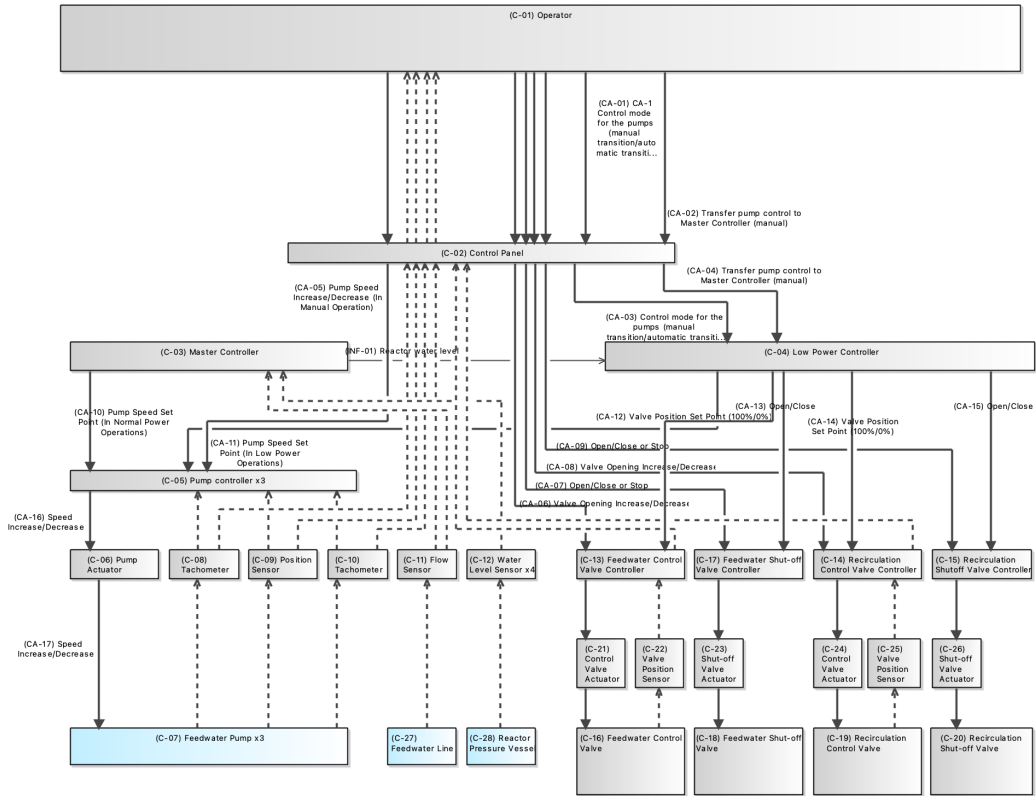 (C-01) Operator
(CA-01) CA-1
Control mode
for the pumps
(manual
transition/auto
matic transiti...
(CA-02) Transfer pump control to
Master Controller (manual)
(C-02) Control Panel
(CA-04) Transfer pump control to
Master Controller (manual)
(CA-05) Pump Speed
Increase/Decrease (In
Manual Operation)
(CA-03) Control mode for the
pumps (manual
transition/automatic transiti...
(C-03) Master Controller
(INF-01) Reactor water level
(C-04) Low Power Controller
(CA-10) Pump Speed Set
Point (In Normal Power
Operations)
(CA-11) Pump Speed Set
Point (In Low Power
Operations)
(CA-12) Valve Position Set Point (100%/0%)
(CA-13) Open/Close
(CA-14) Valve Position
Set Point (100%/0%)
(CA-15) Open/Close
(CA-09) Open/Close or Stop
(CA-08) Valve Opening Increase/Decrease
(CA-07) Open/Close or Stop
(CA-06) Valve Opening Increase/Decrease
(C-05) Pump controller x3
(CA-16) Speed
Increase/Decrease
(C-06) Pump
Actuator
(C-08)
Tachometer
(C-09) Position
Sensor
(C-10)
Tachometer
(C-11) Flow
Sensor
(C-12) Water
Level Sensor x4
(C-13) Feedwater Control
Valve Controller
(C-17) Feedwater Shut-off
Valve Controller
(C-14) Recirculation
Control Valve Controller
(C-15) Recirculation
Shutoff Valve Controller
(CA-17) Speed
Increase/Decrease
(C-21)
Control
Valve
Actuator
(C-22)
Valve
Position
Sensor
(C-23)
Shut-off
Valve
Actuator
(C-24)
Control
Valve
Actuator
(C-25)
Valve
Position
Sensor
(C-26)
Shut-off
Valve
Actuator
(C-07) Feedwater Pump x3
(C-27)
Feedwater Line
(C-28) Reactor
Pressure Vessel
(C-16) Feedwater Control
Valve
(C-18) Feedwater Shut-off
Valve
(C-19) Recirculation
Control Valve
(C-20) Recirculation
Shut-off Valve